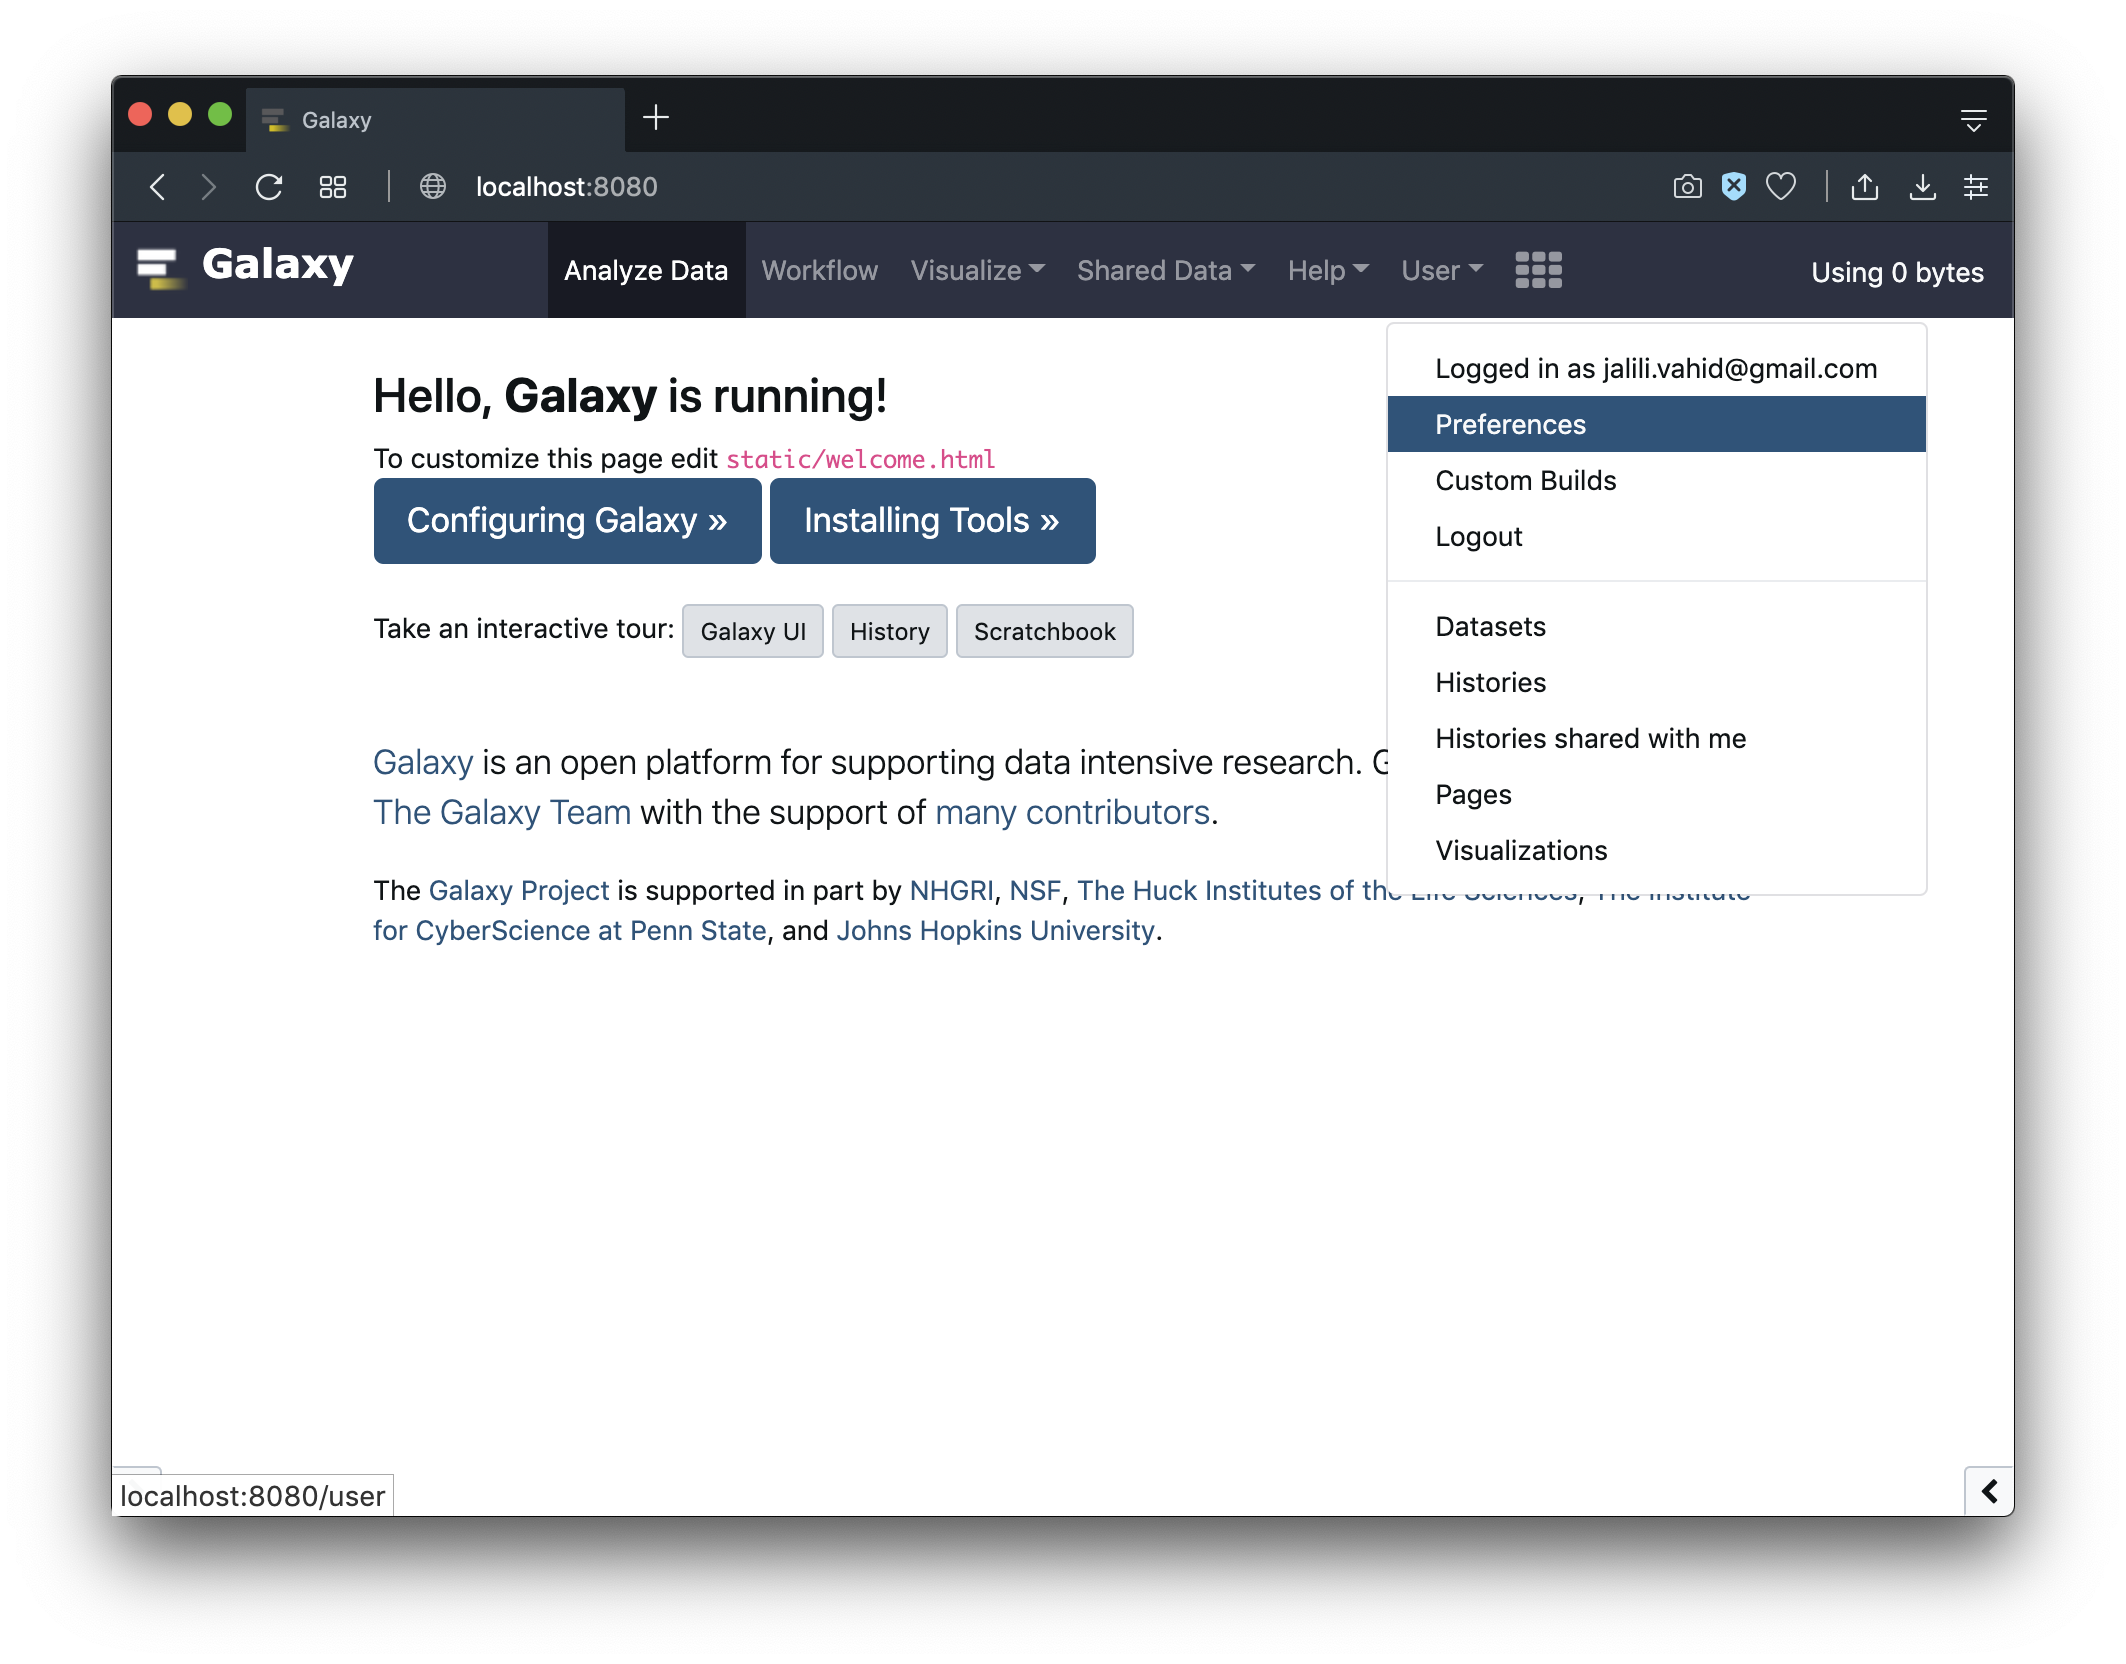 Galaxy
localhost:8080
Galaxy
Analyze Data
Workflow
Visualize
Shared Data
Help
User
Using 0 bytes
Logged in as jalili.vahid@gmail.com
Preferences
Custom Builds
Logout
Datasets
Histories
Histories shared with me
Pages
Visualizations
Hello, Galaxy is running!
To customize this page edit static/welcome.html
Configuring Galaxy »
Installing Tools »
Take an interactive tour: Galaxy UI History Scratchbook
Galaxy is an open platform for supporting data intensive research. G
The Galaxy Team with the support of many contributors.
The Galaxy Project is supported in part by NHGRI, NSF, The Huck Institutes of the Life Sciences, The Institute
for CyberScience at Penn State, and Johns Hopkins University.
localhost:8080/user